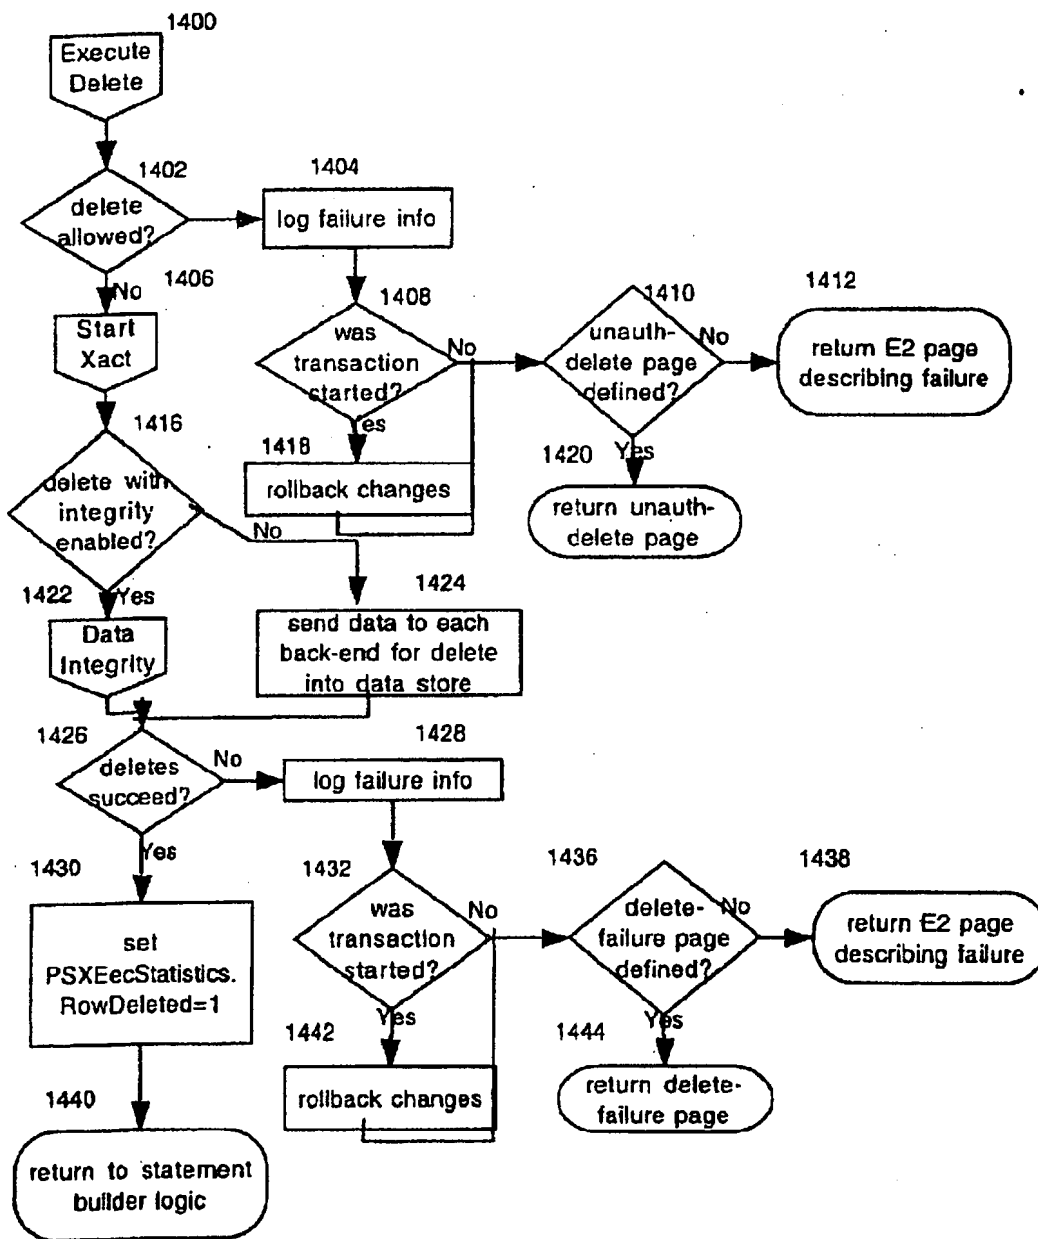 1400
Execute
Delete
1402
delete
allowed?
1404
log failure info
1406
No
Start
Xact
1408
was
transaction
started?
No
Yes
1410
unauth-
delete page
defined?
No
Yes
1412
return E2 page
describing failure
1416
delete with
integrity
enabled?
No
Yes
1418
rollback changes
1420
return unauth-
delete page
1422
Data
Integrity
1424
send data to each
back-end for delete
into data store
1426
deletes
succeed?
No
Yes
1428
log failure info
1430
set
PSXEecStatistics.
RowDeleted=1
1432
was
transaction
started?
No
Yes
1436
delete-
failure page
defined?
No
Yes
1438
return E2 page
describing failure
1440
return to statement
builder logic
1442
rollback changes
1444
return delete-
failure page